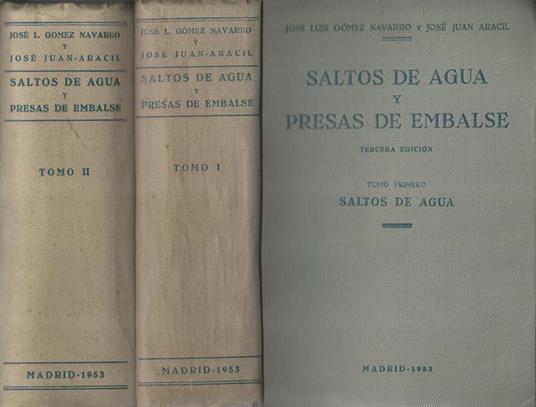 JOSÉ L. GOMEZ NAVARRO
Y
JOSÉ JUAN-ARACIL
SALTOS DE AGUA
Y
PRESAS DE EMBALSE
TOMO II
MADRID-1953
JOSÉ L. GOMEZ NAVARRO
Y
JOSÉ JUAN-ARACIL
SALTOS DE AGUA
Y
PRESAS DE EMBALSE
TOMO I
MADRID-1953
JOSÉ LUIS GÓMEZ NAVARRO Y JOSÉ JUAN ARACIL
SALTOS DE AGUA
Y
PRESAS DE EMBALSE
TERCERA EDICIÓN
TOMO PRIMERO
SALTOS DE AGUA
MADRID-1953